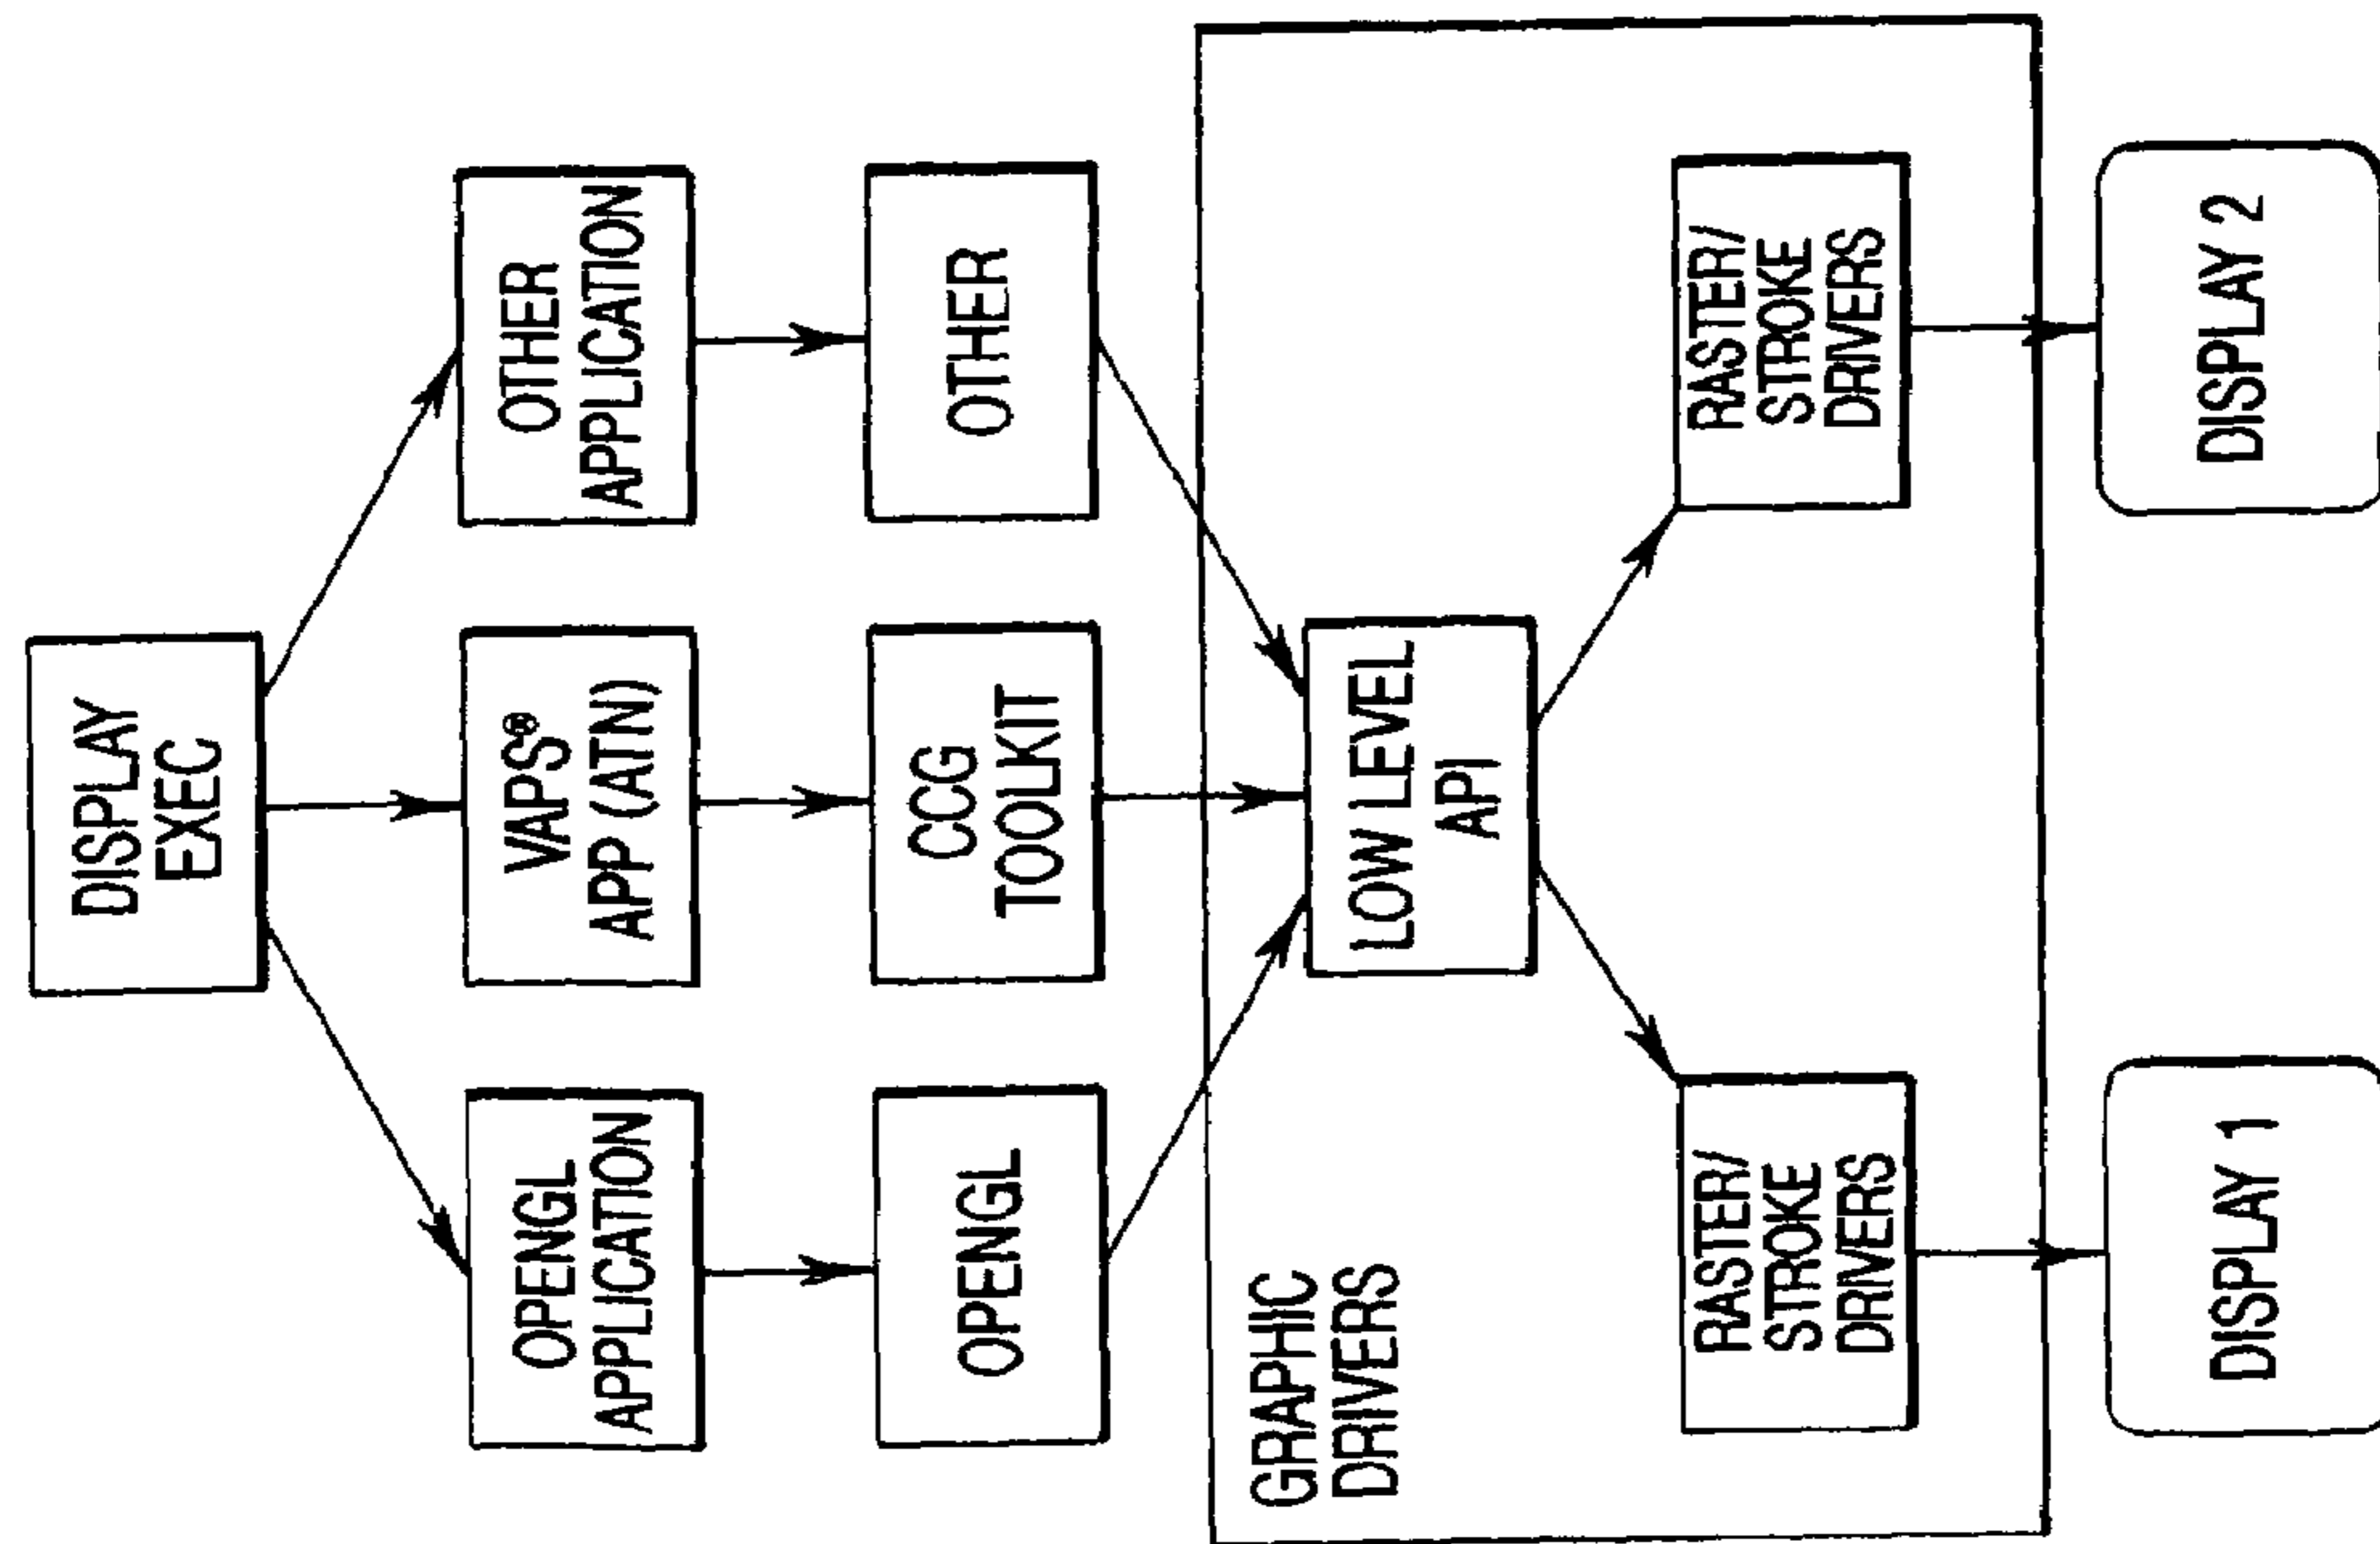 DISPLAY
EXEC
OPENGL
APPLICATION
VAPS®
APP (ATN)
OTHER
APPLICATION
OPENGL
CCG
TOOLKIT
OTHER
GRAPHIC
DRIVERS
LOW LEVEL
API
RASTER/
STROKE
DRIVERS
RASTER/
STROKE
DRIVERS
DISPLAY 1
DISPLAY 2